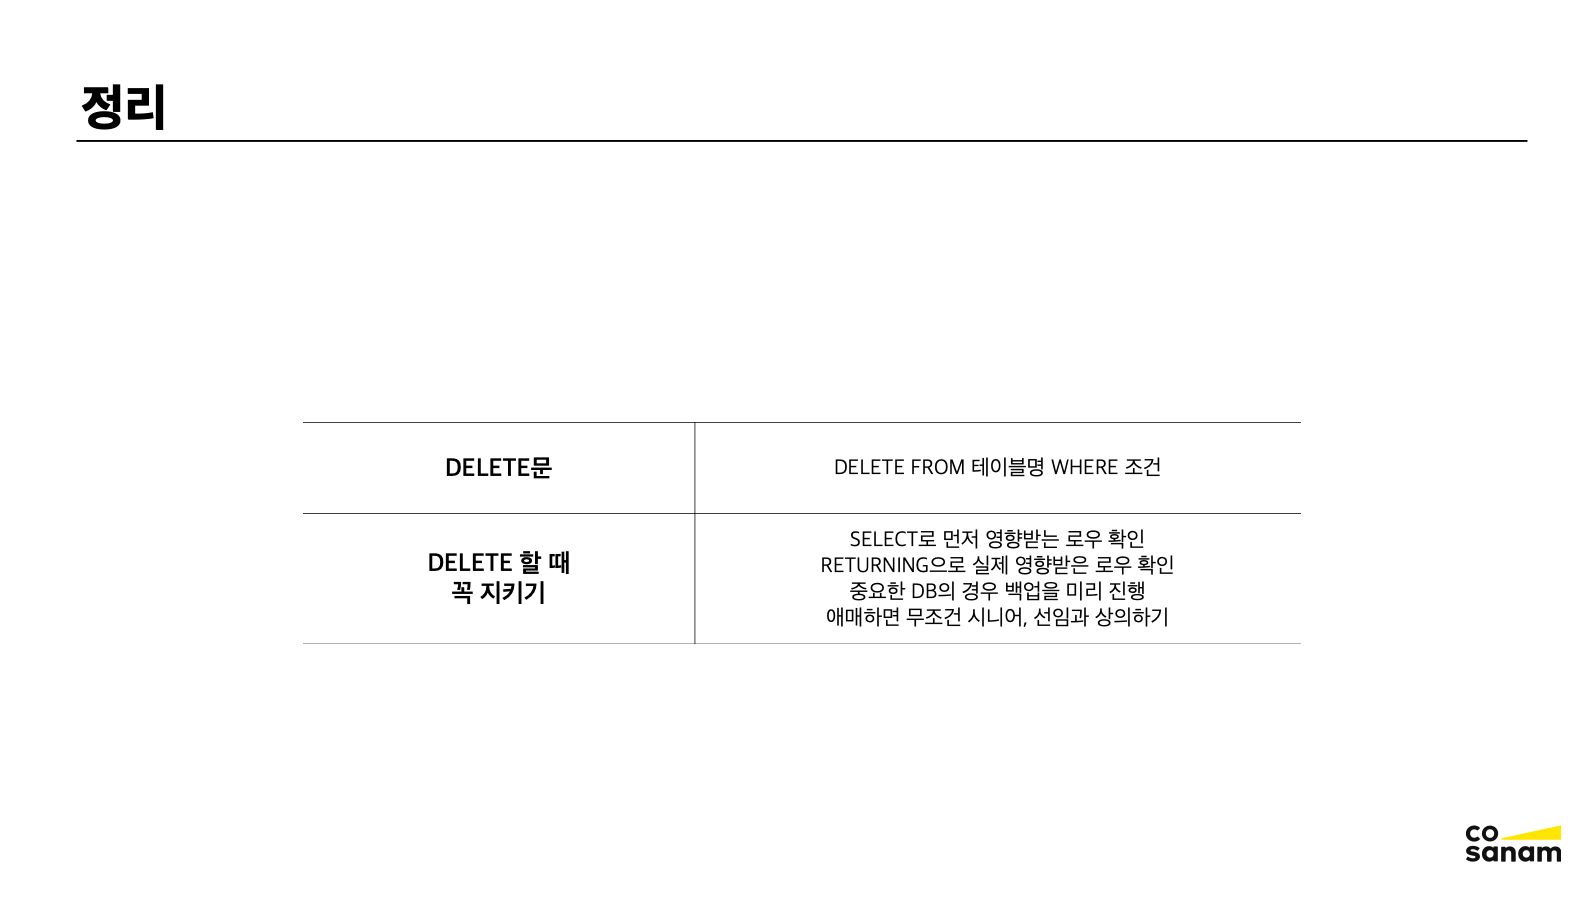 정리
DELETE문
DELETE FROM 테이블명 WHERE 조건
DELETE 할 때
꼭 지키기
SELECT로 먼저 영향받는 로우 확인
RETURNING으로 실제 영향받은 로우 확인
중요한 DB의 경우 백업을 미리 진행
애매하면 무조건 시니어, 선임과 상의하기
co
sanam